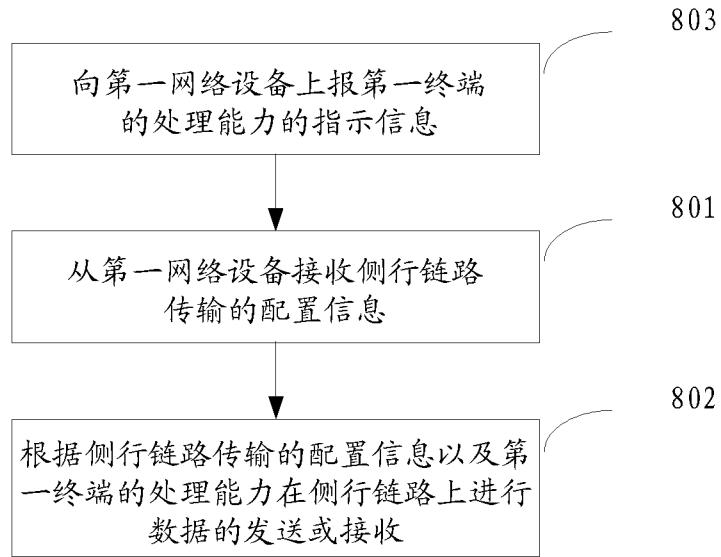 803
向第一网络设备上报第一终端
的处理能力的指示信息
801
从第一网络设备接收侧行链路
传输的配置信息
802
根据侧行链路传输的配置信息以及第
一终端的处理能力在侧行链路上进行
数据的发送或接收